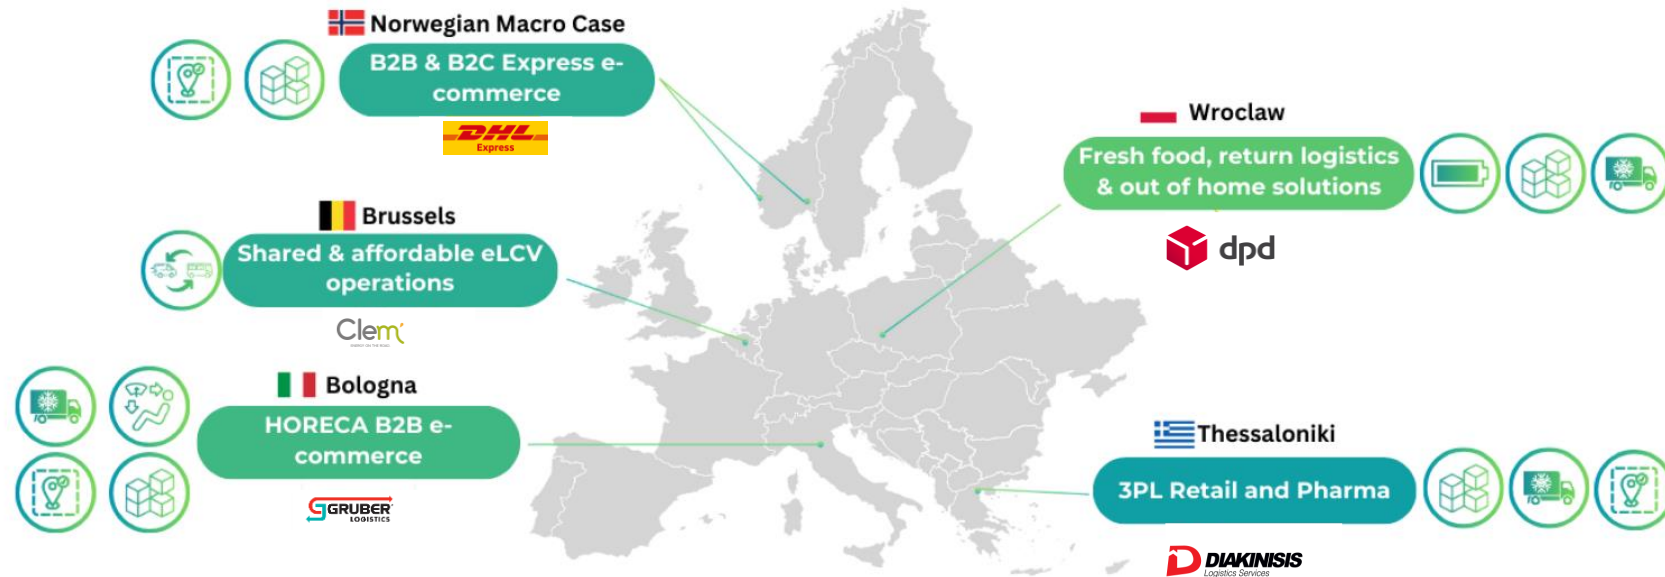 Norwegian Macro Case
B2B & B2C Express e-
commerce
DHL
Express
Brussels
Shared & affordable eLCV
operations
Clem'
Bologna
HORECA B2B e-
commerce
GRUBER
LOGISTICS
Wroclaw
Fresh food, return logistics
& out of home solutions
dpd
Thessaloniki
3PL Retail and Pharma
DIAKINISIS
Logistics Services